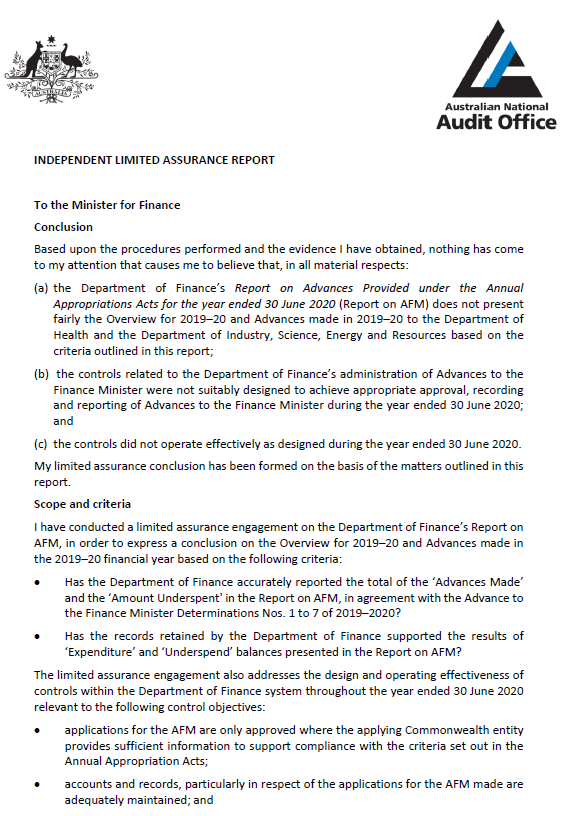 AUSTRALIA
Australian National
Audit Office
INDEPENDENT LIMITED ASSURANCE REPORT
To the Minister for Finance
Conclusion
Based upon the procedures performed and the evidence I have obtained, nothing has come
to my attention that causes me to believe that, in all material respects:
(a) the Department of Finance's Report on Advances Provided under the Annual
Appropriations Acts for the year ended 30 June 2020 (Report on AFM) does not present
fairly the Overview for 2019–20 and Advances made in 2019–20 to the Department of
Health and the Department of Industry, Science, Energy and Resources based on the
criteria outlined in this report;
(b) the controls related to the Department of Finance's administration of Advances to the
Finance Minister were not suitably designed to achieve appropriate approval, recording
and reporting of Advances to the Finance Minister during the year ended 30 June 2020;
and
(c) the controls did not operate effectively as designed during the year ended 30 June 2020.
My limited assurance conclusion has been formed on the basis of the matters outlined in this
report.
Scope and criteria
I have conducted a limited assurance engagement on the Department of Finance's Report on
AFM, in order to express a conclusion on the Overview for 2019–20 and Advances made in
the 2019–20 financial year based on the following criteria:
• Has the Department of Finance accurately reported the total of the 'Advances Made'
and the 'Amount Underspent' in the Report on AFM, in agreement with the Advance to
the Finance Minister Determinations Nos. 1 to 7 of 2019–2020?
• Has the records retained by the Department of Finance supported the results of
'Expenditure' and 'Underspend' balances presented in the Report on AFM?
The limited assurance engagement also addresses the design and operating effectiveness of
controls within the Department of Finance system throughout the year ended 30 June 2020
relevant to the following control objectives:
• applications for the AFM are only approved where the applying Commonwealth entity
provides sufficient information to support compliance with the criteria set out in the
Annual Appropriation Acts;
• accounts and records, particularly in respect of the applications for the AFM made are
adequately maintained; and